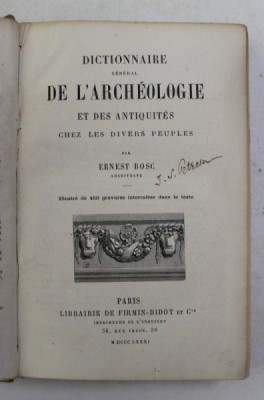 DICTIONNAIRE
GÉNÉRAL
DE L'ARCHÉOLOGIE
ET DES ANTIQUITÉS
CHEZ LES DIVERS PEUPLES
PAR
ERNEST BOSC
ARCHITECTE
Illustré de 450 gravures intercalées dans le texte
PARIS
LIBRAIRIE DE FIRMIN-DIDOT ET Cie
IMPRIMEURS DE L'INSTITUT
56, RUE JACOB, 56
M DCCC LXXXI